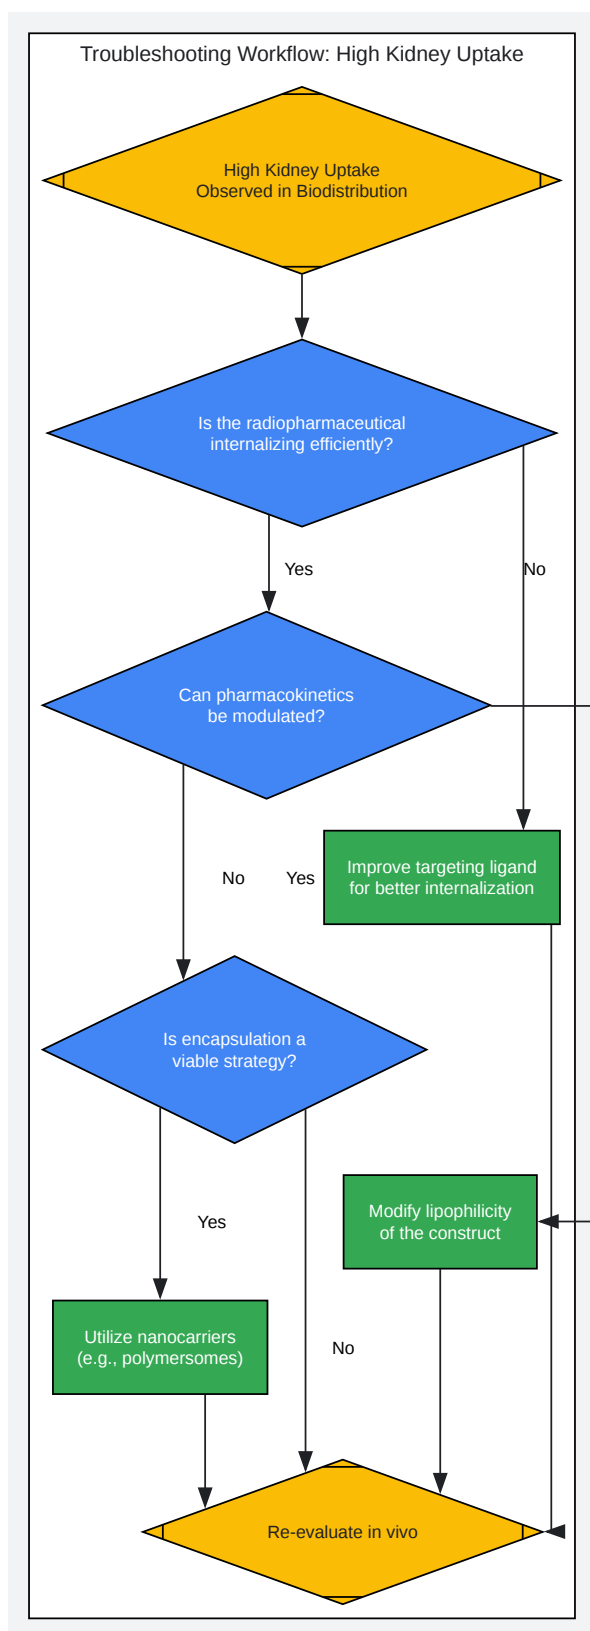 Troubleshooting Workflow: High Kidney Uptake
High Kidney Uptake
Observed in Biodistribution
Is the radiopharmaceutical
internalizing efficiently?
Yes
No
Can pharmacokinetics
be modulated?
Improve targeting ligand
for better internalization
No
Yes
Is encapsulation a
viable strategy?
Modify lipophilicity
of the construct
Yes
Utilize nanocarriers
(e.g., polymersomes)
No
Re-evaluate in vivo